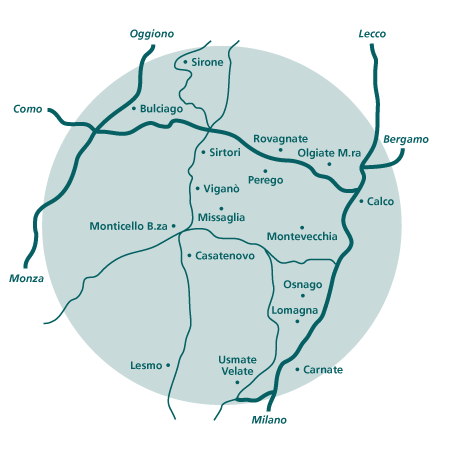 Oggiono
Lecco
Sirone
Como
Bulciago
Bergamo
Rovagnate
Sirtori
Olgiate M.ra
Perego
Viganò
Calco
Missaglia
Monticello B.za
Montevecchia
Casatenovo
Monza
Osnago
Lomagna
Lesmo
Usmate
Velate
Carnate
Milano